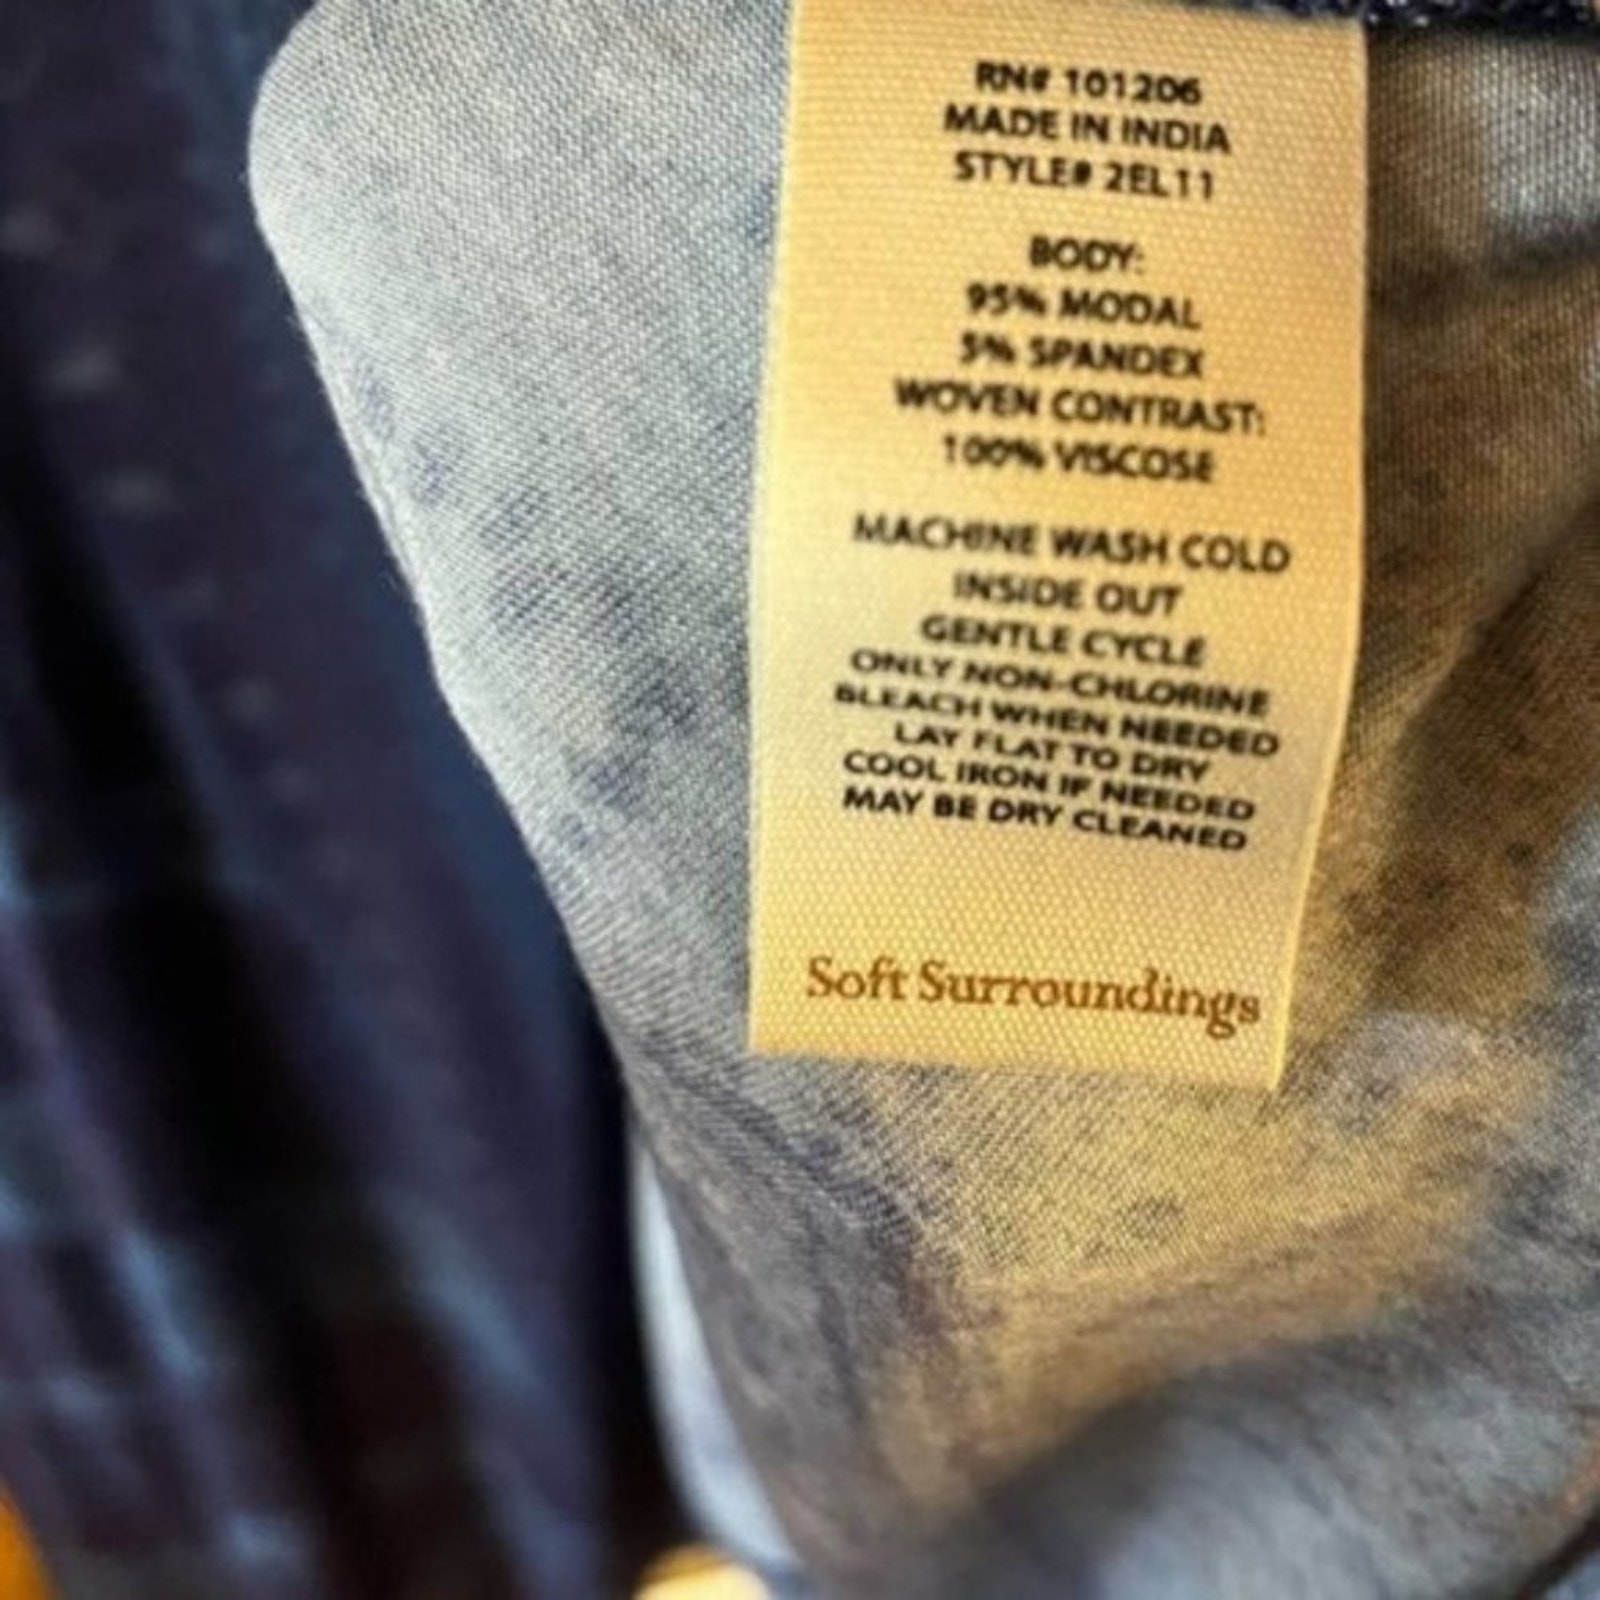 RN# 101206
MADE IN INDIA
STYLE# 2EL11
BODY:
95% MODAL
5% SPANDEX
WOVEN CONTRAST:
100% VISCOSE
MACHINE WASH COLD
INSIDE OUT
GENTLE CYCLE
ONLY NON-CHLORINE
BLEACH WHEN NEEDED
LAY FLAT TO DRY
COOL IRON IF NEEDED
MAY BE DRY CLEANED
Soft Surroundings